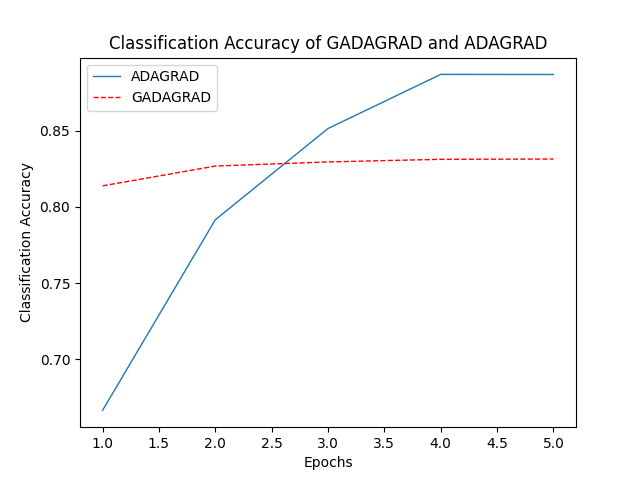 Classification Accuracy of GADAGRAD and ADAGRAD
ADAGRAD
GADAGRAD
0.85
0.80
0.75
0.70
Classification Accuracy
1.0 1.5 2.0 2.5 3.0 3.5 4.0 4.5 5.0
Epochs